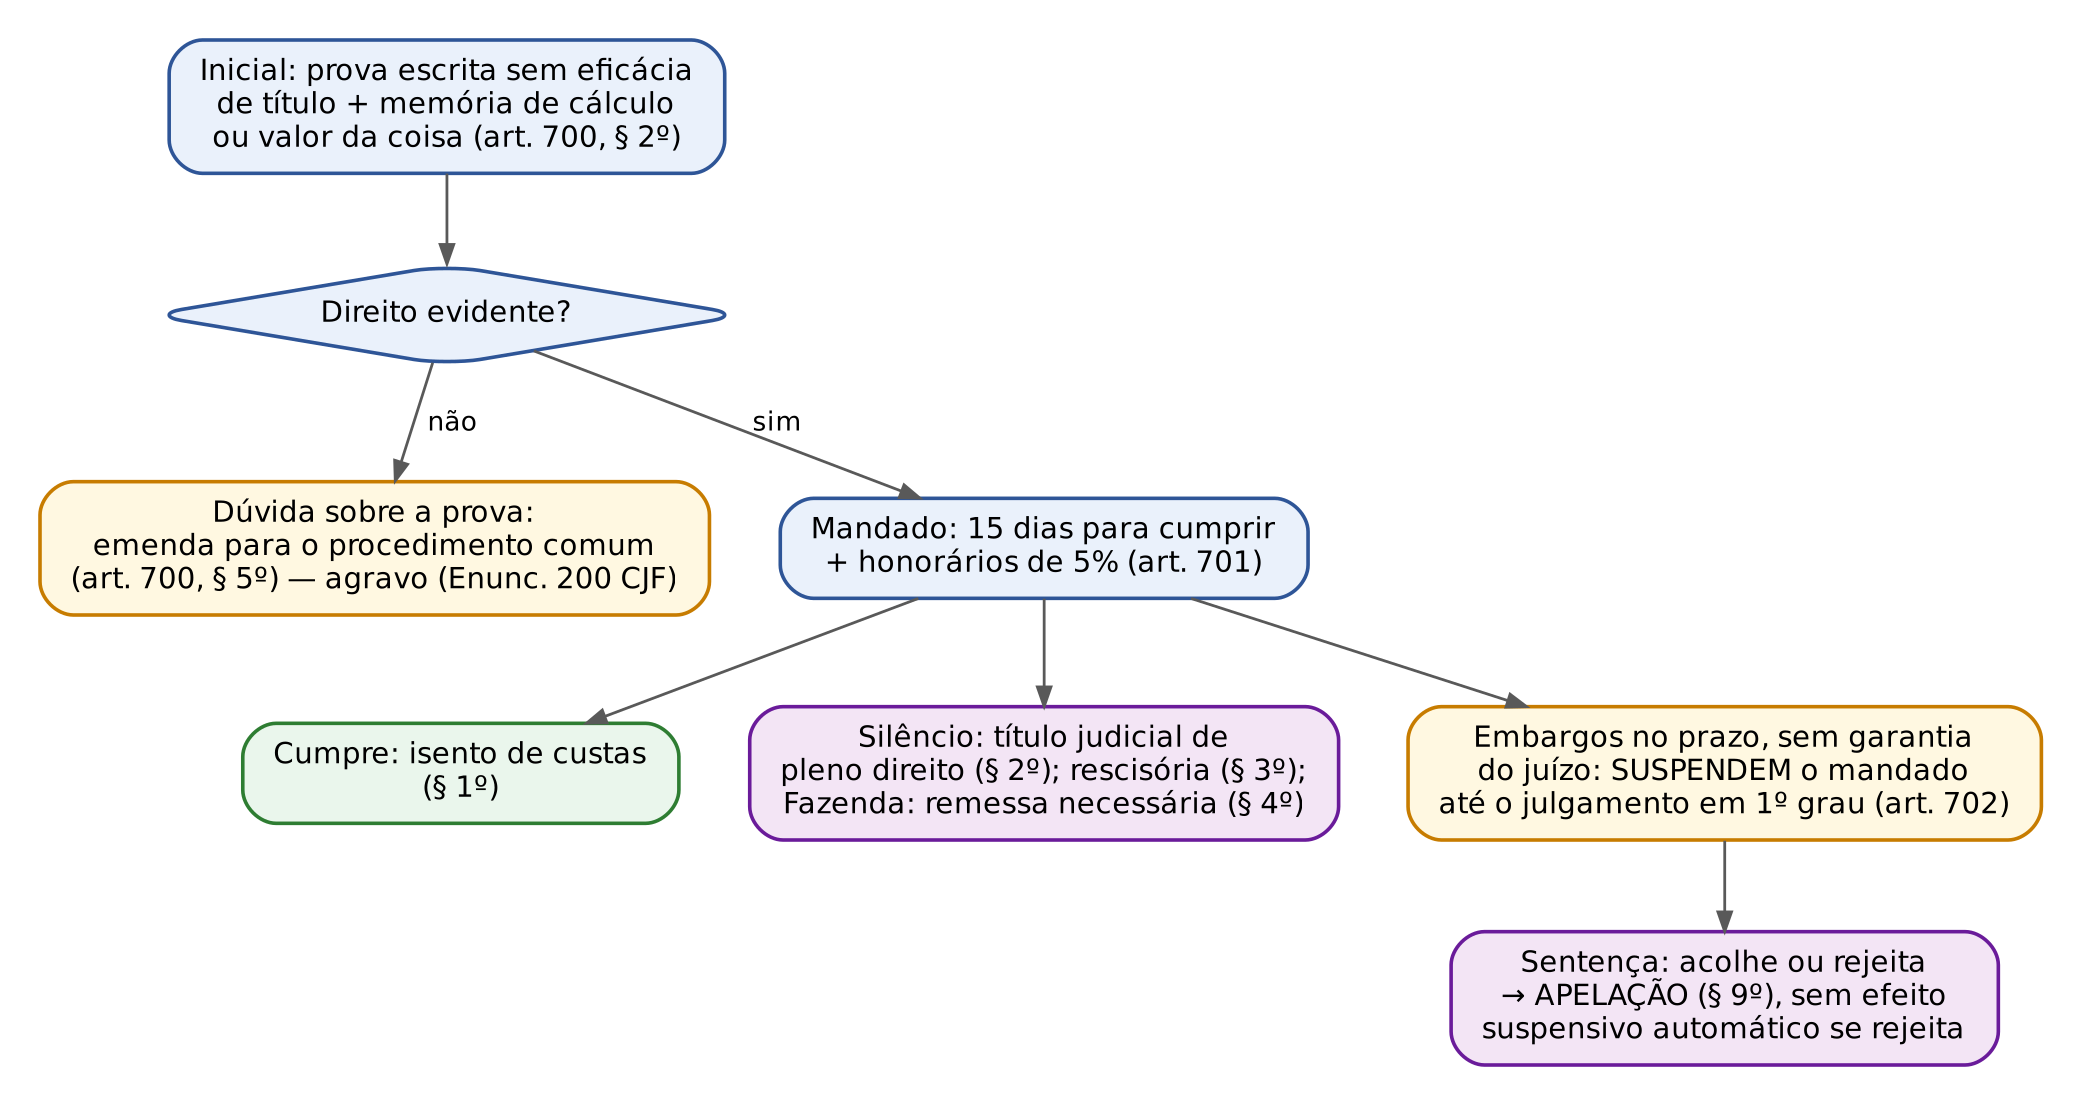 Inicial: prova escrita sem eficácia
de título + memória de cálculo
ou valor da coisa (art. 700, § 2º)
Direito evidente?
não
sim
Dúvida sobre a prova:
emenda para o procedimento comum
(art. 700, § 5º) — agravo (Enunc. 200 CJF)
Mandado: 15 dias para cumprir
+ honorários de 5% (art. 701)
Cumpre: isento de custas
(§ 1º)
Silêncio: título judicial de
pleno direito (§ 2º); rescisória (§ 3º);
Fazenda: remessa necessária (§ 4º)
Embargos no prazo, sem garantia
do juízo: SUSPENDEM o mandado
até o julgamento em 1º grau (art. 702)
Sentença: acolhe ou rejeita
→ APELAÇÃO (§ 9º), sem efeito
suspensivo automático se rejeita